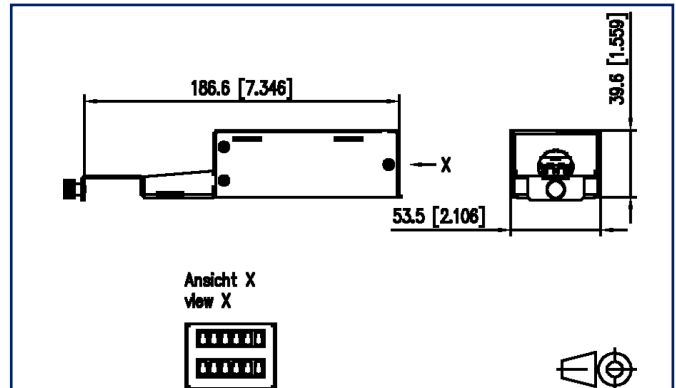 186.6 [7.346]
39.6 [1.559]
X
53.5 [2.106]
Ansicht X
view X